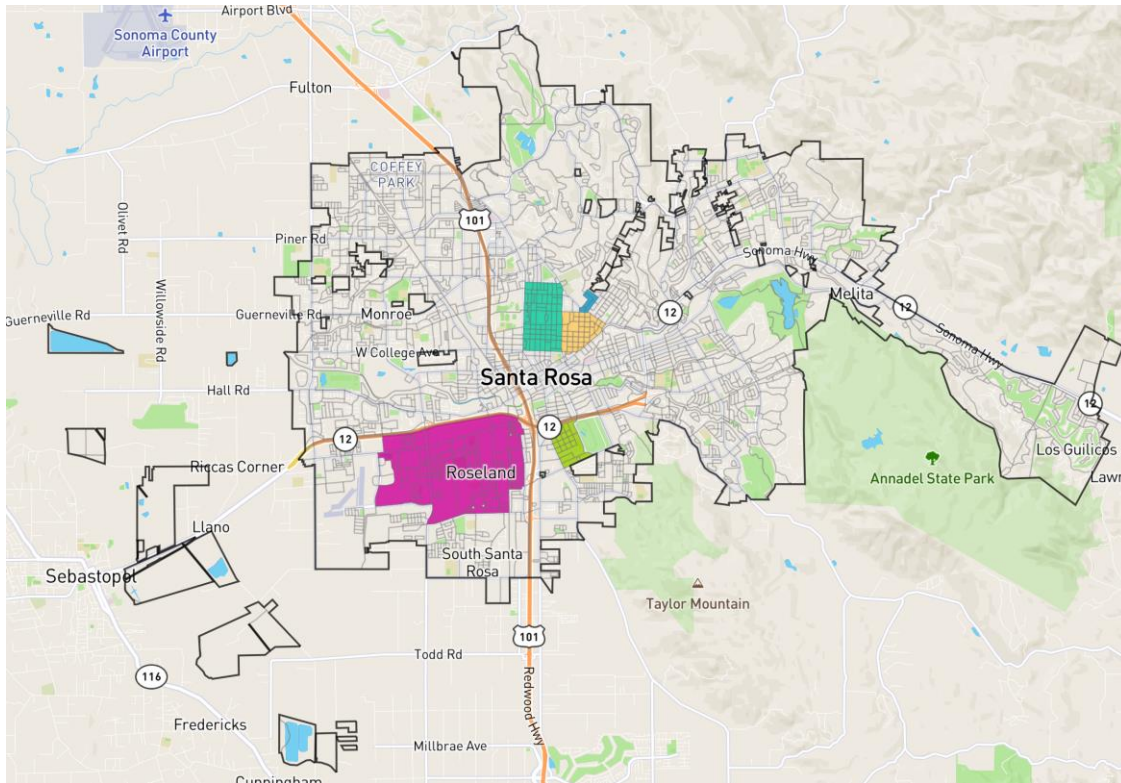 Airport Blvd
Sonoma County
Airport
Fulton
COFFEY
PARK
Olivet Rd
101
Piner Rd
Sonoma Hwy
Willowside Rd
Melita
12
Guerneville Rd
Guerneville Rd
Monroe
12
Sonoma Hwy
W College Ave
Santa Rosa
Hall Rd
12
12
12
Riccas Corner
Roseland
Los Guilicos
Annadel State Park
Lawn
Llano
South Santa
Rosa
Sebastopol
Taylor Mountain
101
Todd Rd
116
Redwood Hwy
Fredericks
Millbrae Ave
Cunningham